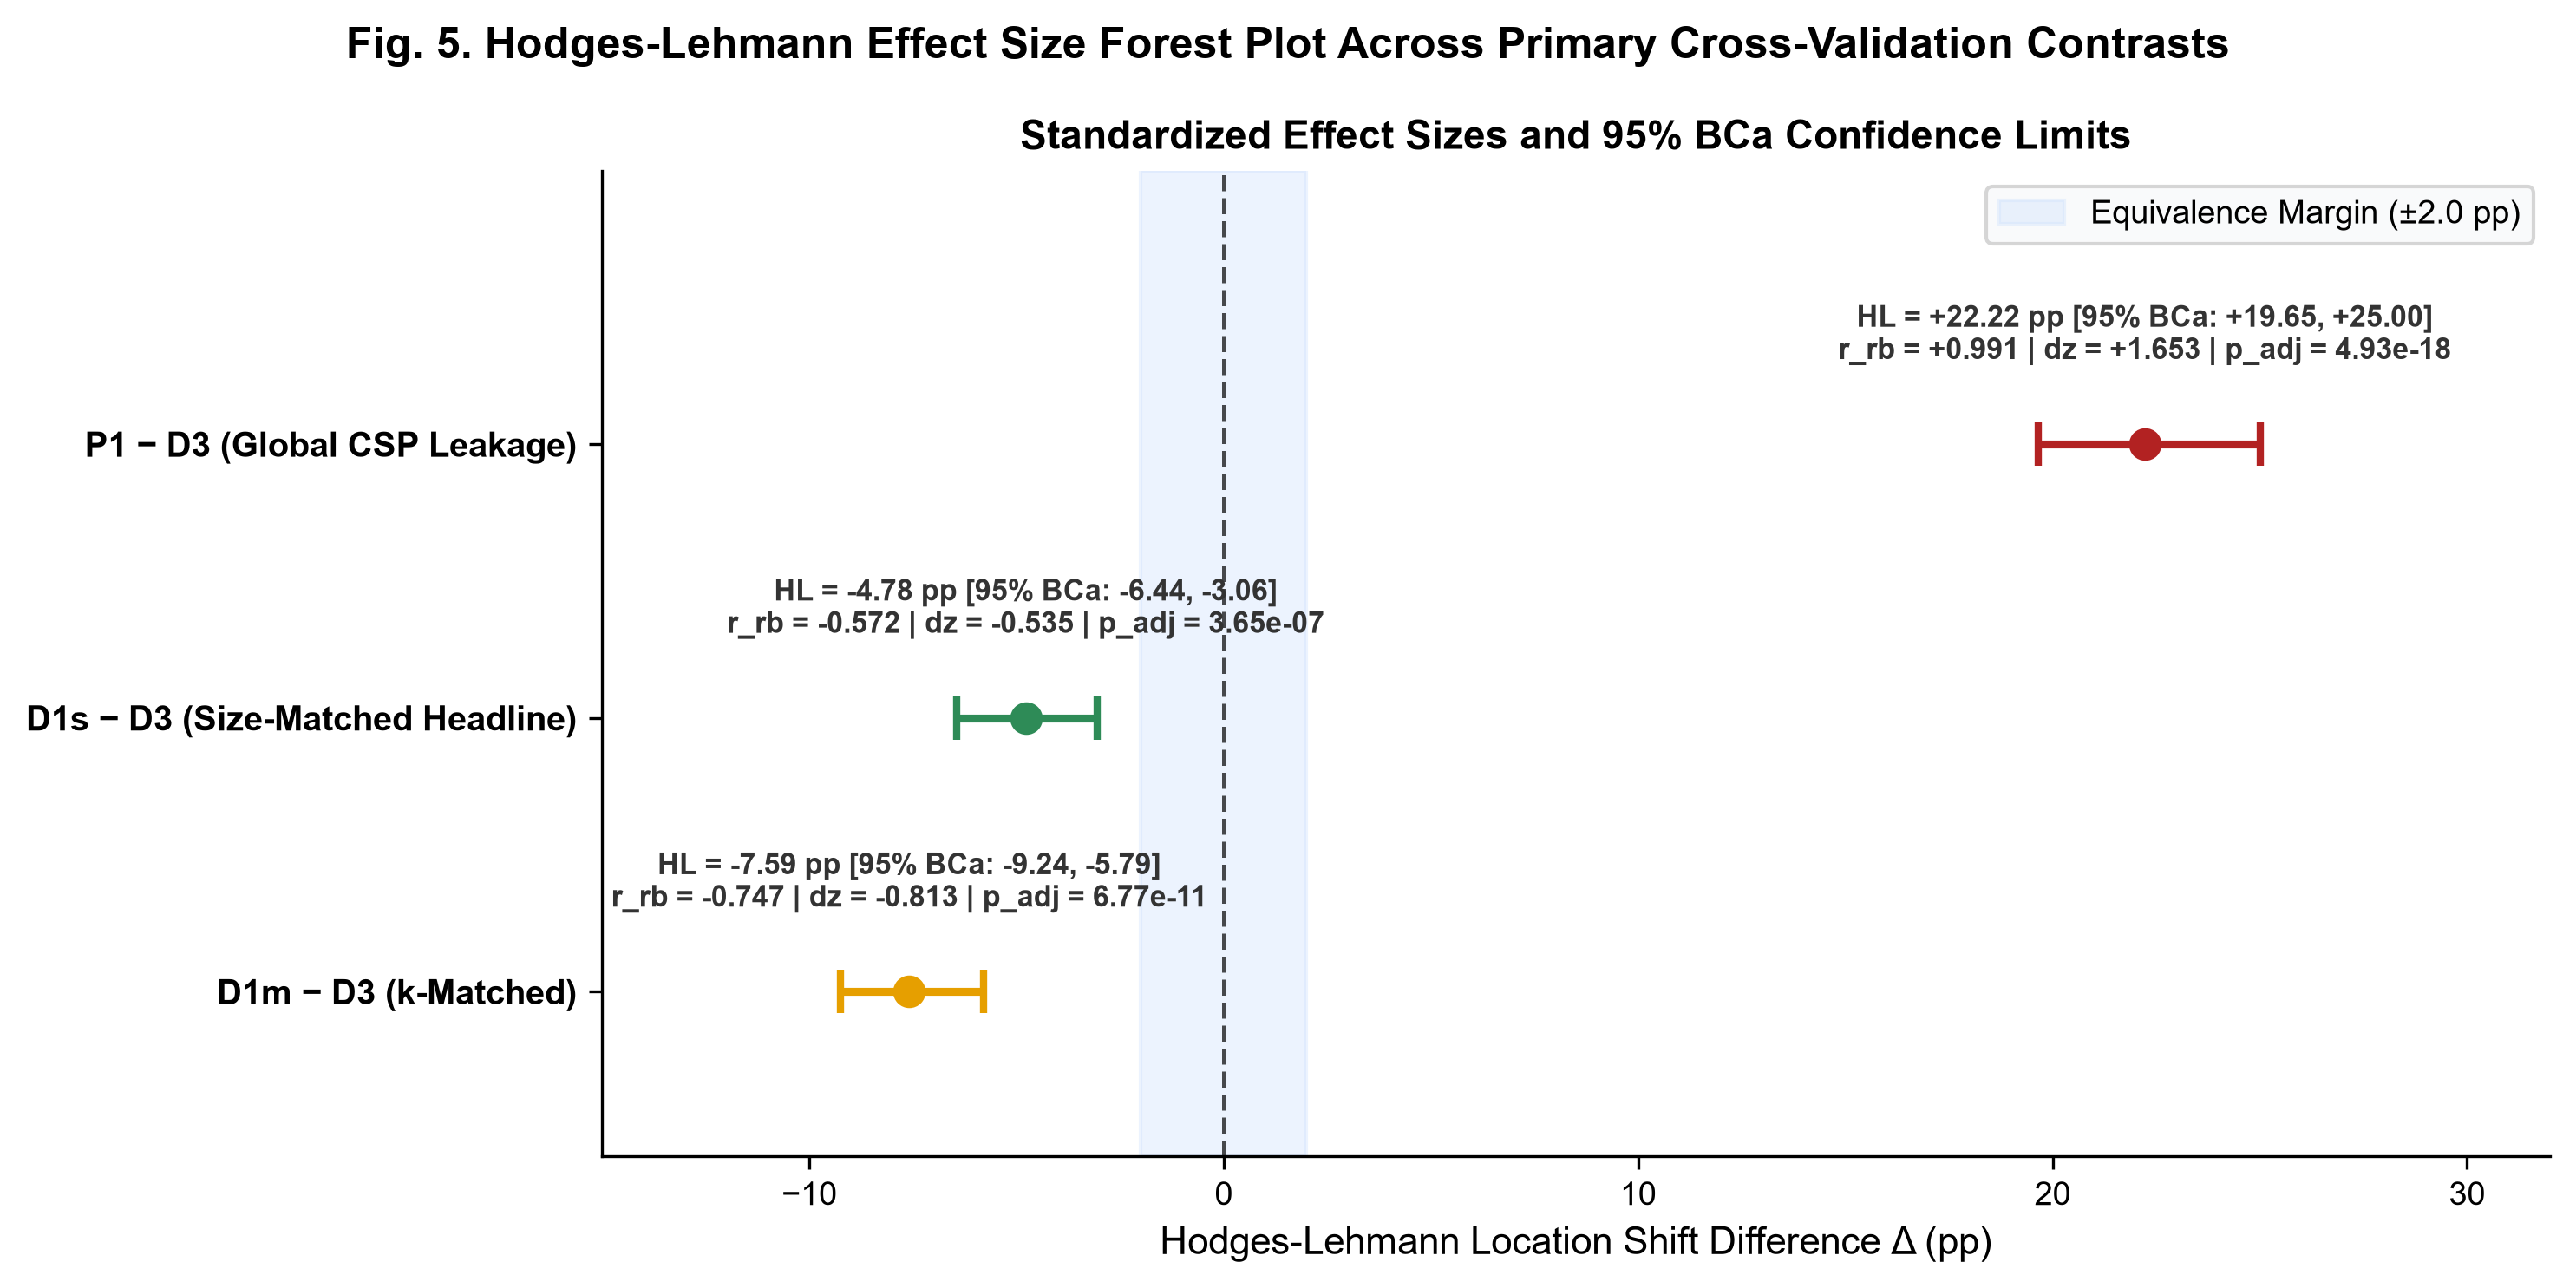 Fig. 5. Hodges-Lehmann Effect Size Forest Plot Across Primary Cross-Validation Contrasts
Standardized Effect Sizes and 95% BCa Confidence Limits
Equivalence Margin (±2.0 pp)
HL = +22.22 pp [95% BCa: +19.65, +25.00]
r_rb = +0.991 | dz = +1.653 | p_adj = 4.93e-18
P1 − D3 (Global CSP Leakage)
HL = -4.78 pp [95% BCa: -6.44, -3.06]
r_rb = -0.572 | dz = -0.535 | p_adj = 3.65e-07
D1s − D3 (Size-Matched Headline)
HL = -7.59 pp [95% BCa: -9.24, -5.79]
r_rb = -0.747 | dz = -0.813 | p_adj = 6.77e-11
D1m − D3 (k-Matched)
−10 0 10 20 30
Hodges-Lehmann Location Shift Difference Δ (pp)